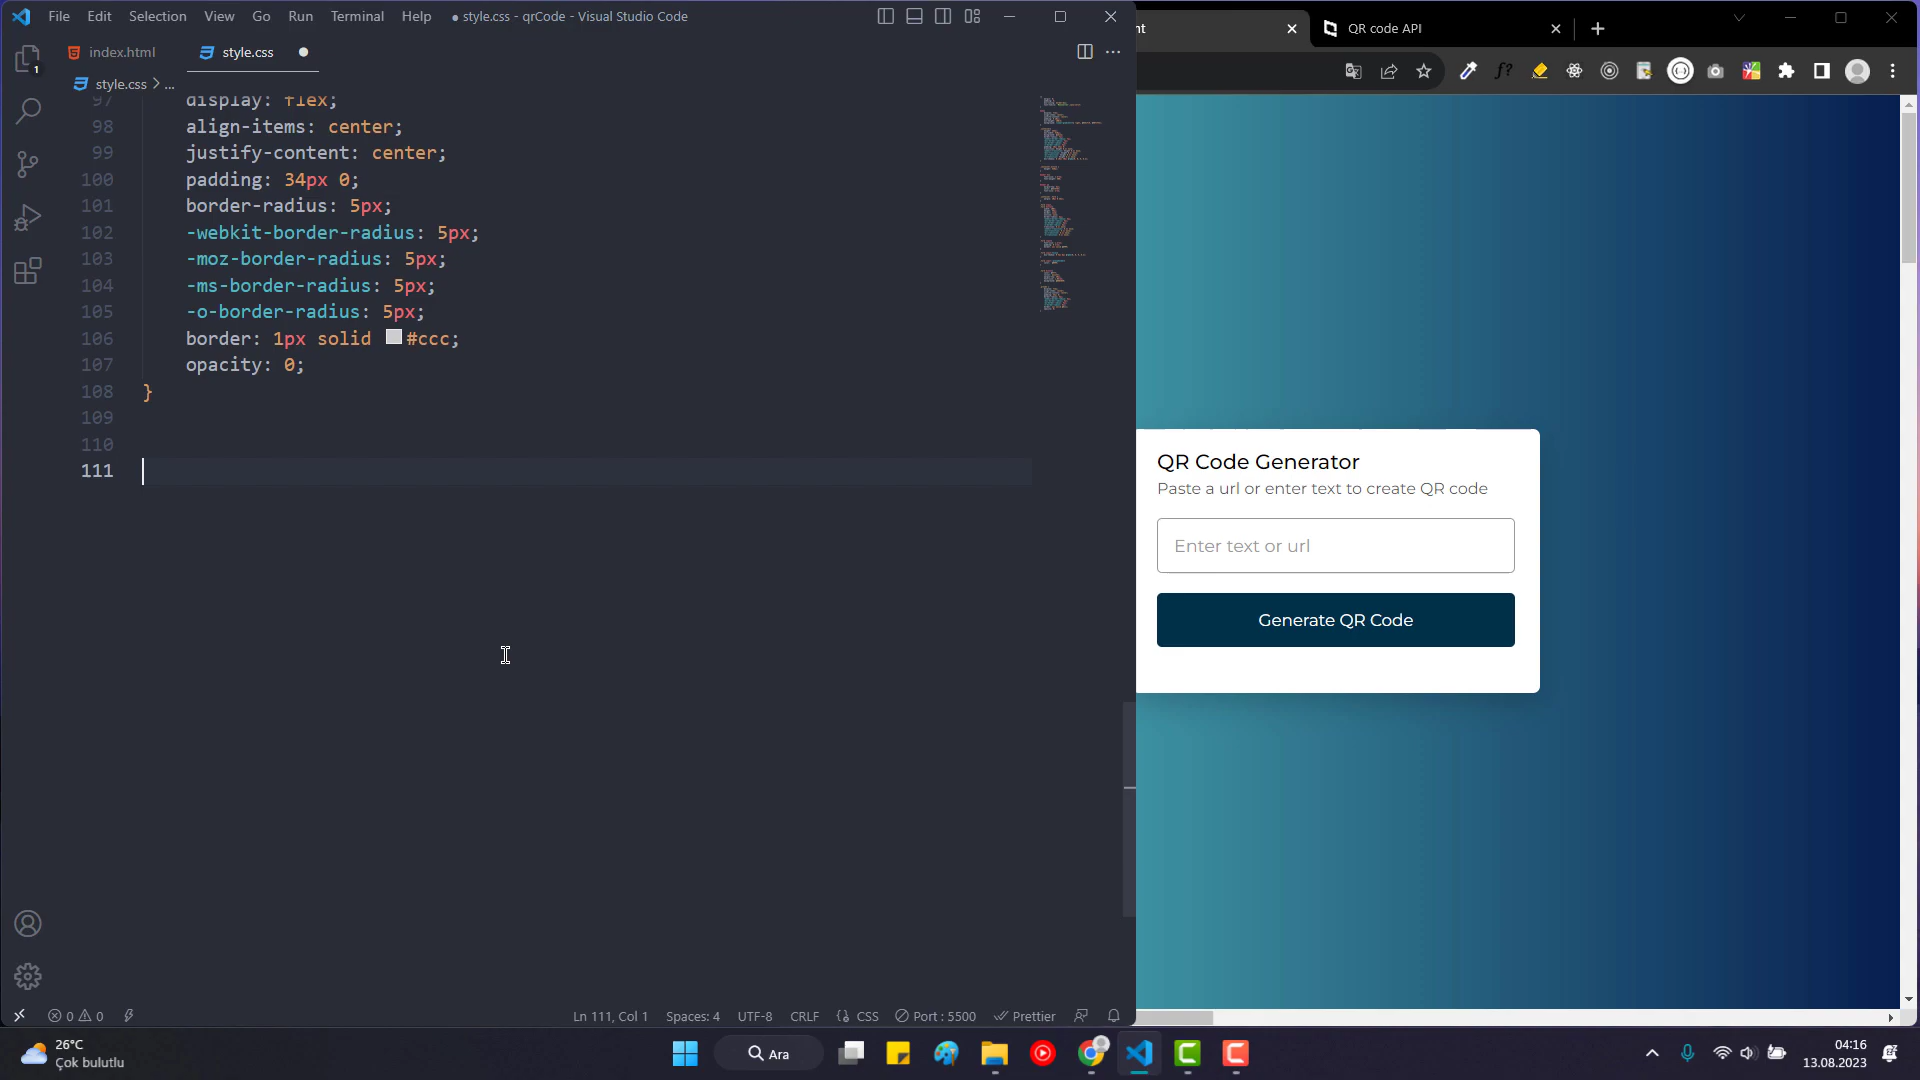 File Edit Selection View Go Run Terminal Help ● style.css - qrCode - Visual Studio Code
nt
QR code API
index.html
style.css
style.css > ...
1
97 display: flex;
98 align-items: center;
99 justify-content: center;
100 padding: 34px 0;
101 border-radius: 5px;
102 -webkit-border-radius: 5px;
103 -moz-border-radius: 5px;
104 -ms-border-radius: 5px;
105 -o-border-radius: 5px;
106 border: 1px solid #ccc;
107 opacity: 0;
108 }
109
110
111
QR Code Generator
Paste a url or enter text to create QR code
Enter text or url
Generate QR Code
0 0 Ln 111, Col 1 Spaces: 4 UTF-8 CRLF {} CSS Port : 5500 Prettier
26°C
Çok bulutlu
Ara
04:16
13.08.2023